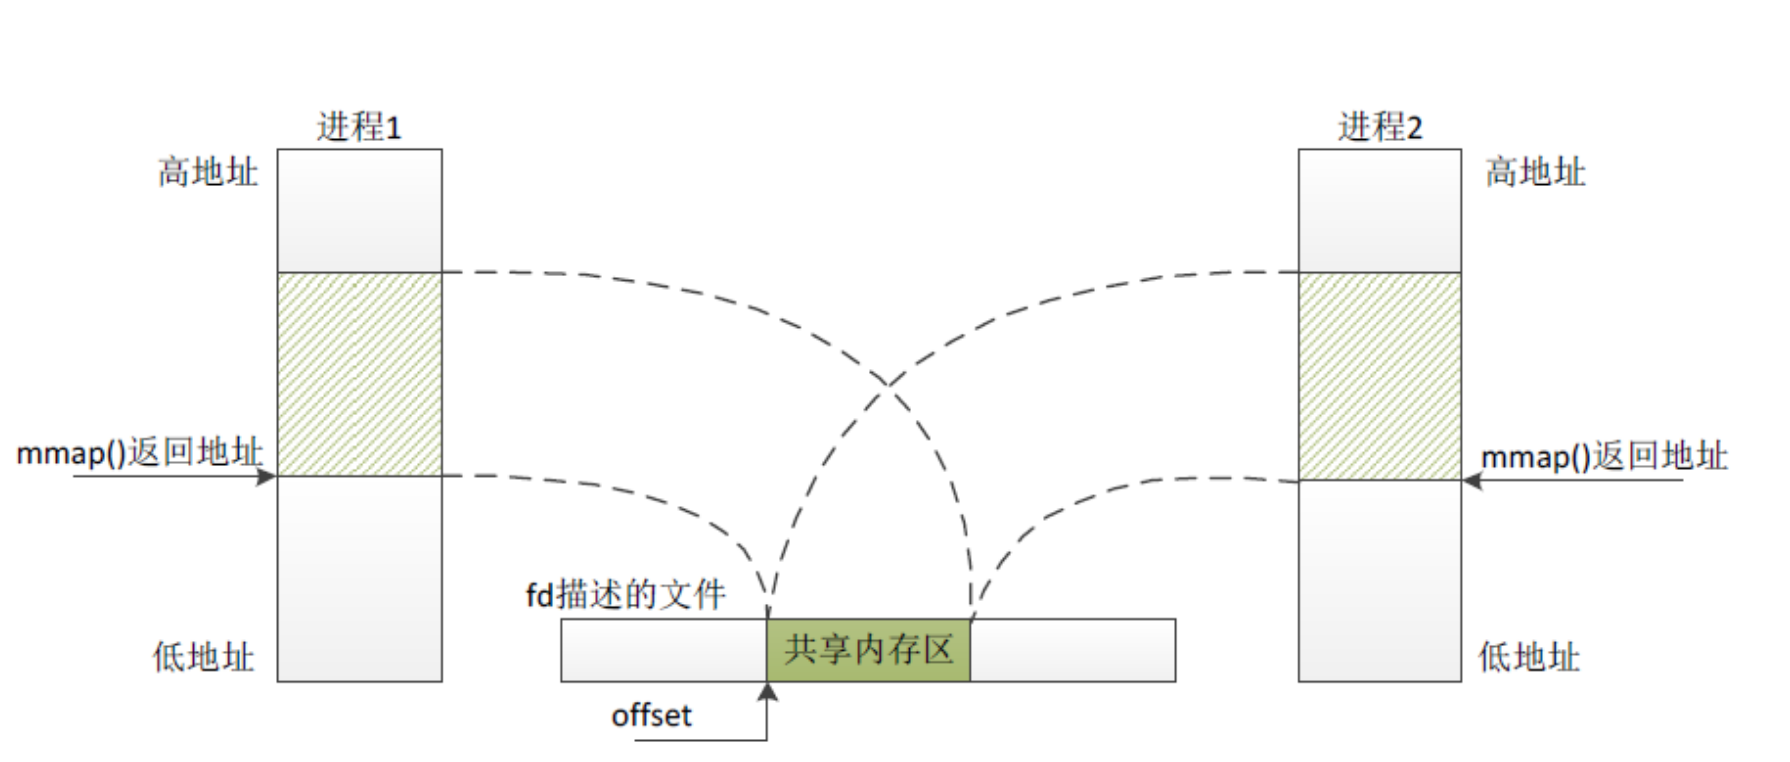 进程1
进程2
高地址
高地址
mmap()返回地址
mmap()返回地址
fd描述的文件
共享内存区
低地址
低地址
offset